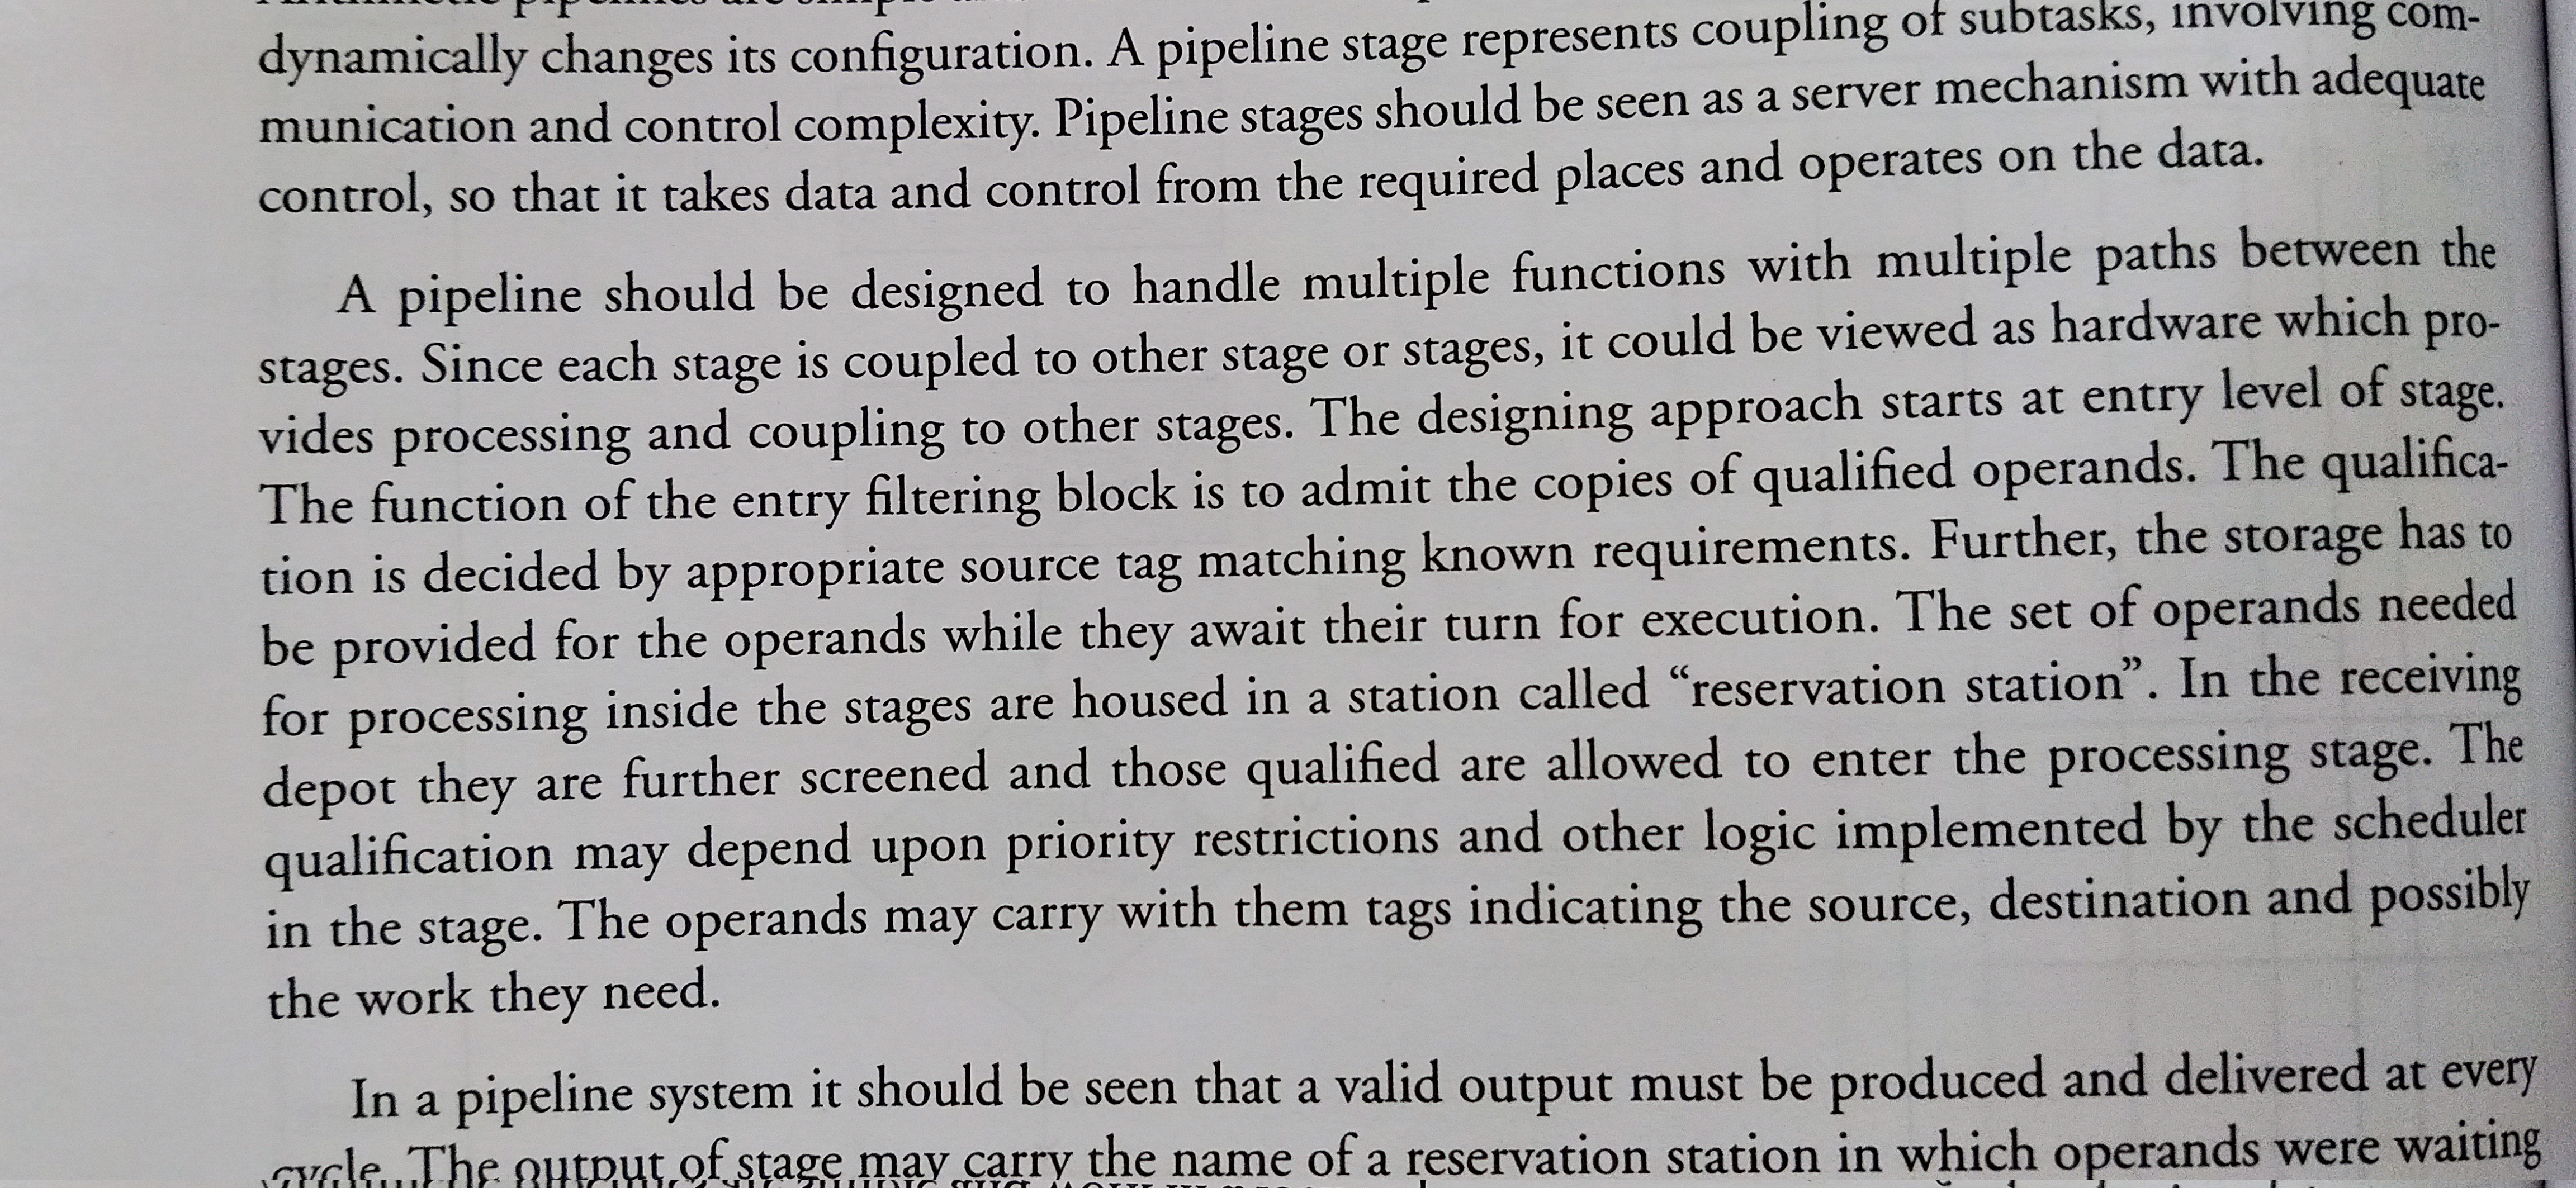 Arithmetic pipelines are simple
dynamically changes its configuration. A pipeline stage represents coupling of subtasks, involving com-
munication and control complexity. Pipeline stages should be seen as a server mechanism with adequate
control, so that it takes data and control from the required places and operates on the data.
A pipeline should be designed to handle multiple functions with multiple paths between the
stages. Since each stage is coupled to other stage or stages, it could be viewed as hardware which pro-
vides processing and coupling to other stages. The designing approach starts at entry level of stage.
The function of the entry filtering block is to admit the copies of qualified operands. The qualifica-
tion is decided by appropriate source tag matching known requirements. Further, the storage has to
be provided for the operands while they await their turn for execution. The set of operands needed
for processing inside the stages are housed in a station called “reservation station”. In the receiving
depot they are further screened and those qualified are allowed to enter the processing stage. The
qualification may depend upon priority restrictions and other logic implemented by the scheduler
in the stage. The operands may carry with them tags indicating the source, destination and possibly
the work they need.
In a pipeline system it should be seen that a valid output must be produced and delivered at every
cycle. The output of stage may carry the name of a reservation station in which operands were waiting